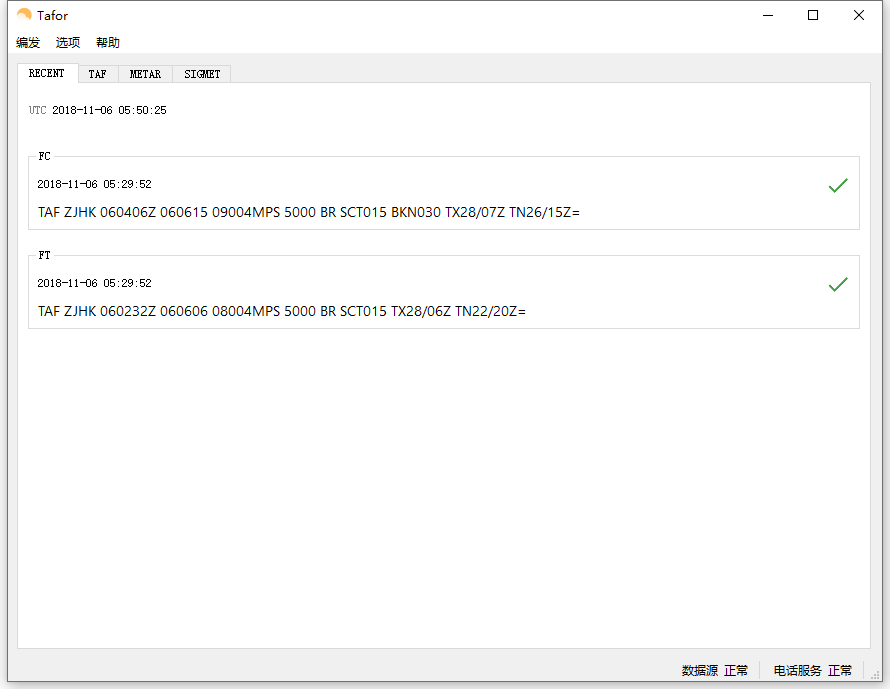 Tafor
编发 选项 帮助
RECENT TAF METAR SIGMET
UTC 2018-11-06 05:50:25
FC
2018-11-06 05:29:52
TAF ZJHK 060406Z 060615 09004MPS 5000 BR SCT015 BKN030 TX28/07Z TN26/15Z=
FT
2018-11-06 05:29:52
TAF ZJHK 060232Z 060606 08004MPS 5000 BR SCT015 TX28/06Z TN22/20Z=
数据源 正常 电话服务 正常